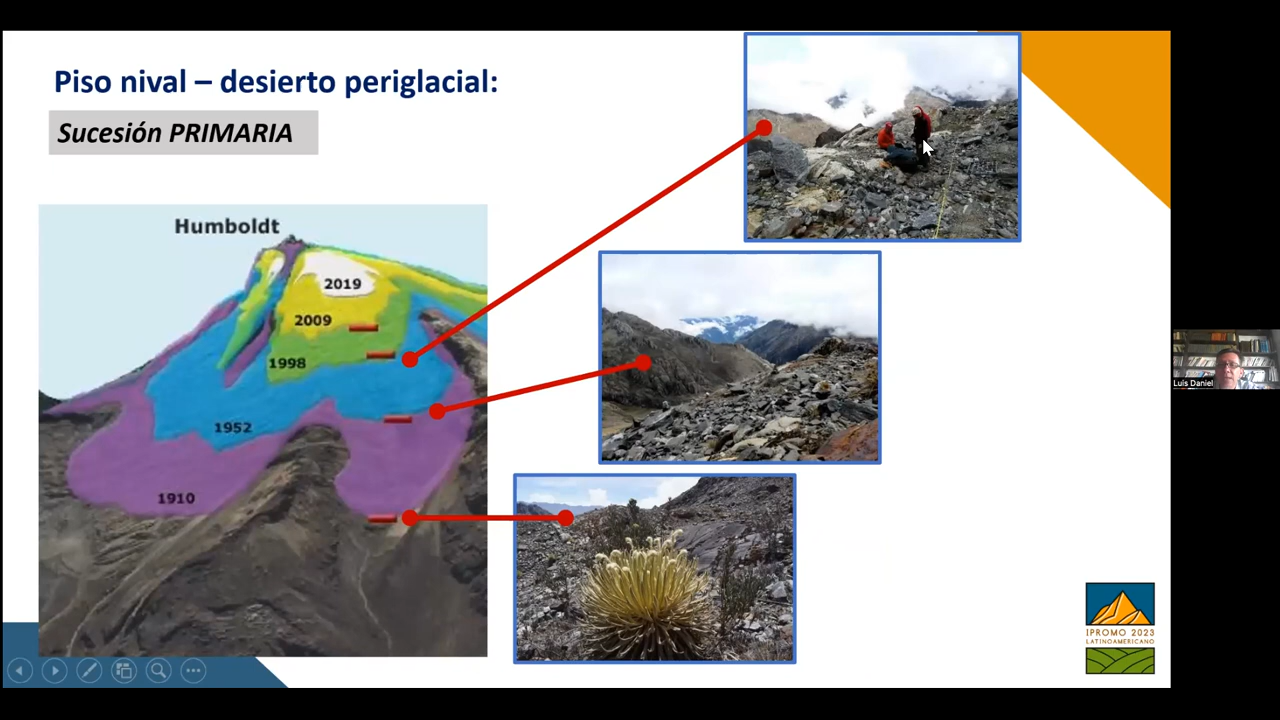 Piso nival – desierto periglacial:
Sucesión PRIMARIA
Humboldt
2019
2009
1998
1952
1910
Luis Daniel
IPROMO 2023
LATINOAMERICANO